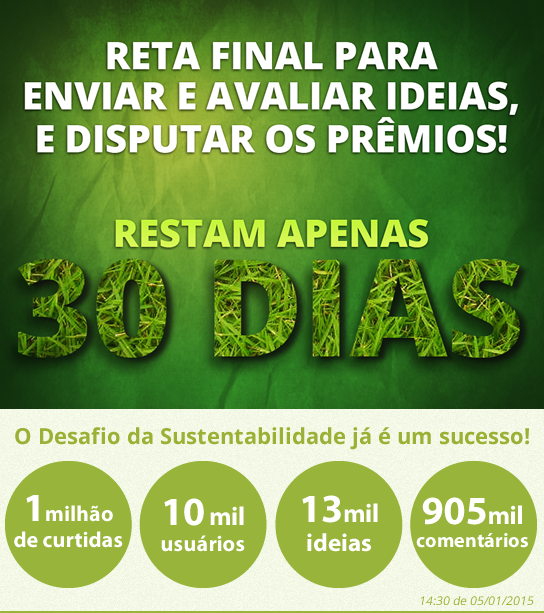 RETA FINAL PARA
ENVIAR E AVALIAR IDEIAS,
E DISPUTAR OS PRÊMIOS!
RESTAM APENAS
30 DIAS
O Desafio da Sustentabilidade já é um sucesso!
1 milhão
de curtidas
10 mil
usuários
13 mil
ideias
905 mil
comentários
14:30 de 05/01/2015